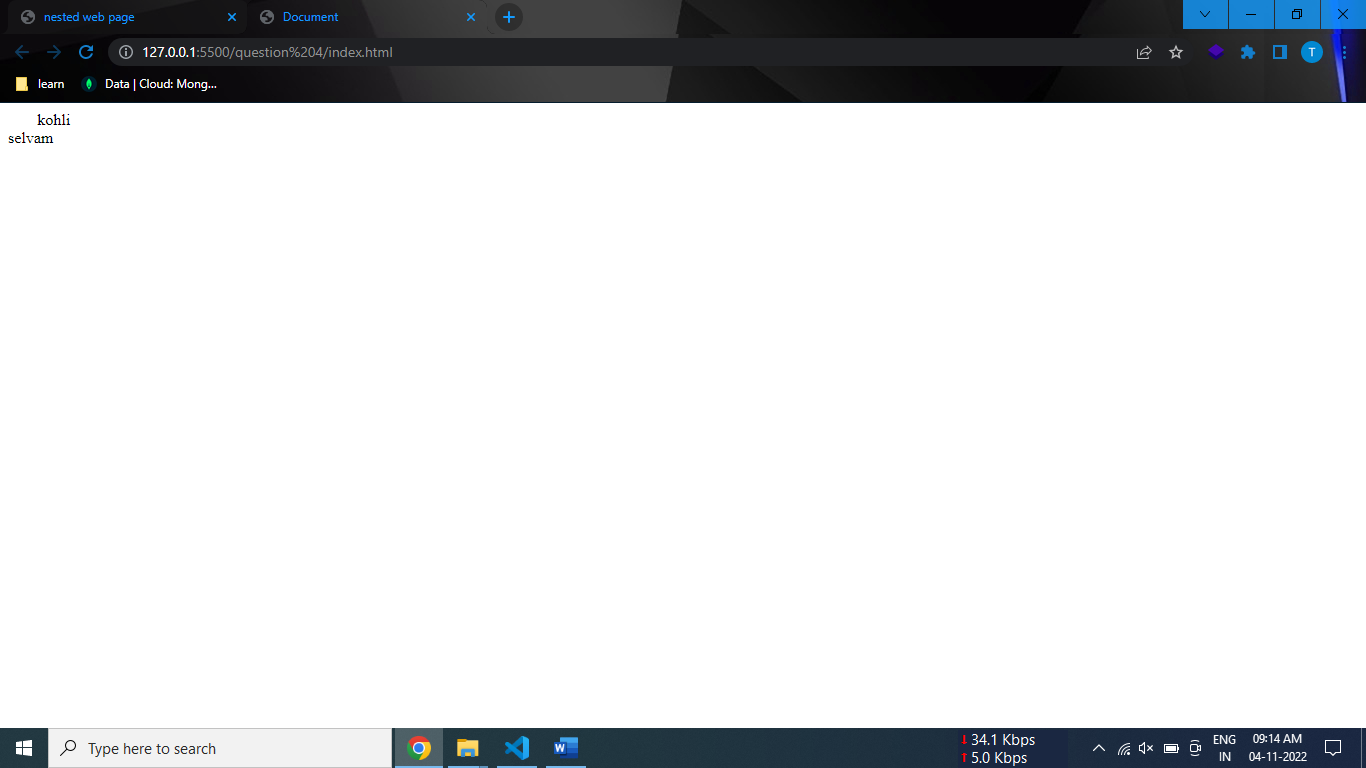 nested web page
Document
127.0.0.1:5500/question%204/index.html
T
learn
Data | Cloud: Mong...
kohli
selvam
Type here to search
34.1 Kbps
5.0 Kbps
ENG
IN
09:14 AM
04-11-2022